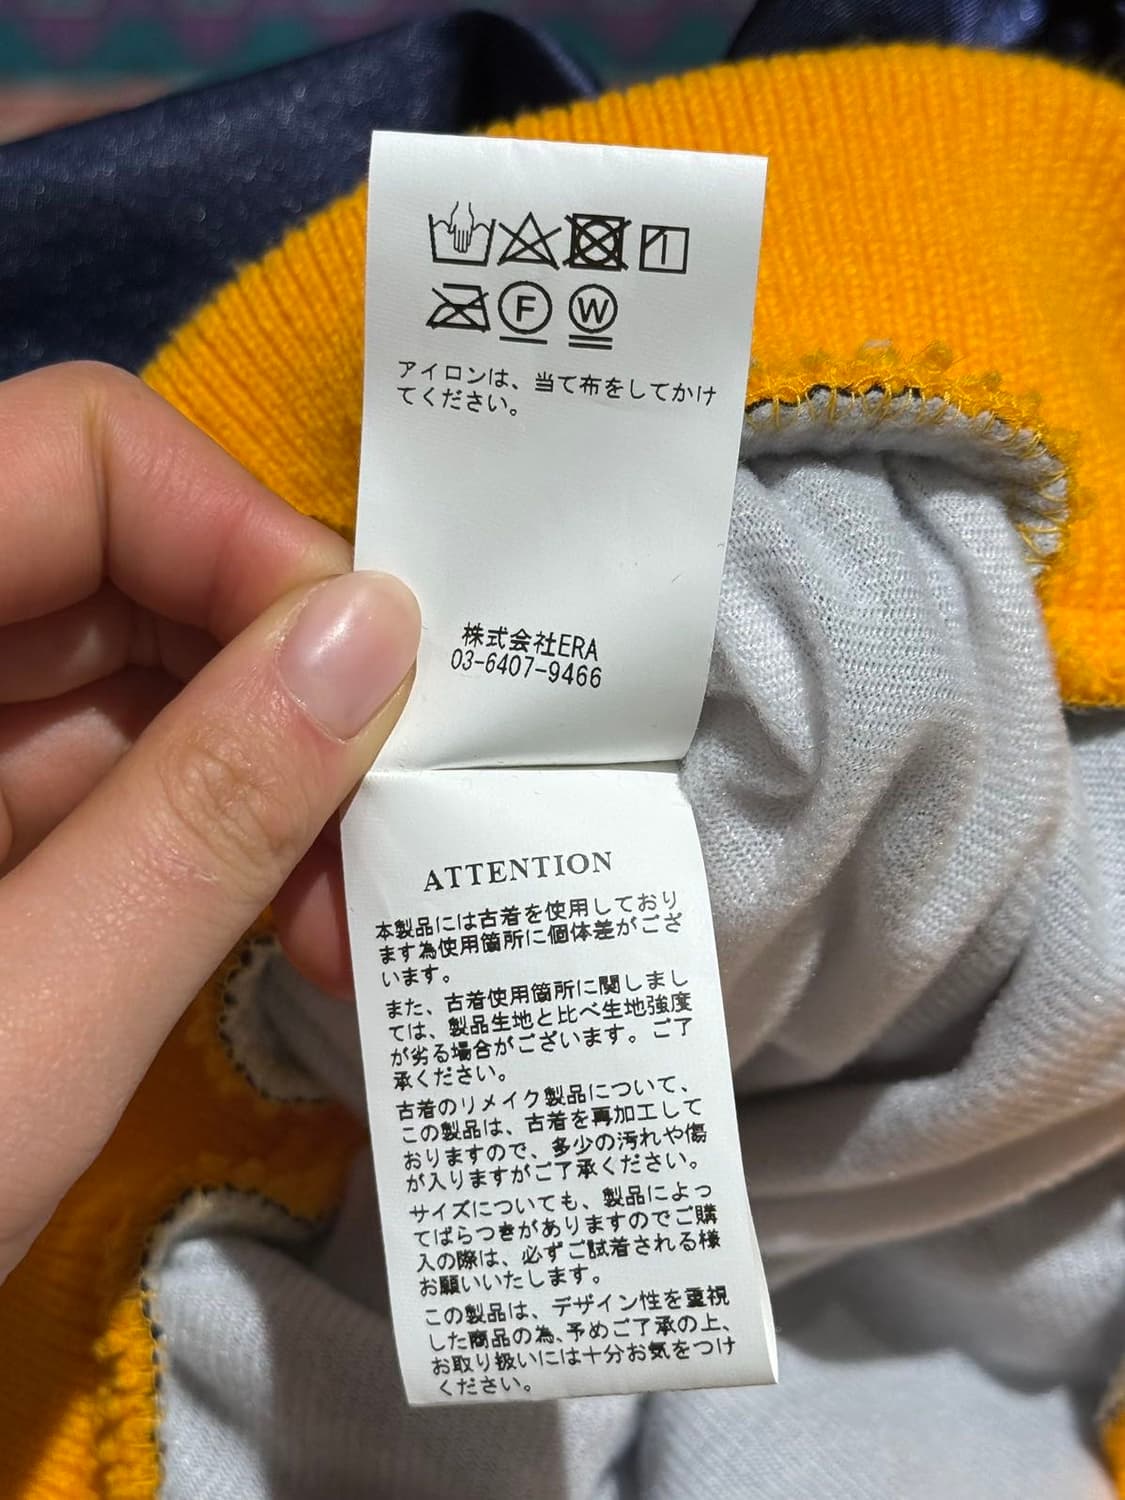 F W
アイロンは、当て布をしてかけ
てください。
株式会社ERA
03-6407-9466
ATTENTION
本製品には古着を使用しており
ます為使用箇所に個体差がござ
います。
また、古着使用箇所に関しまし
ては、製品生地と比べ生地強度
が劣る場合がございます。ご了
承ください。
古着のリメイク製品について、
この製品は、古着を再加工して
おりますので、多少の汚れや傷
が入りますがご了承ください。
サイズについても、製品によっ
てばらつきがありますのでご購
入の際は、必ずご試着される様
お願いいたします。
この製品は、デザイン性を重視
した商品の為、予めご了承の上、
お取り扱いには十分お気をつけ
ください。